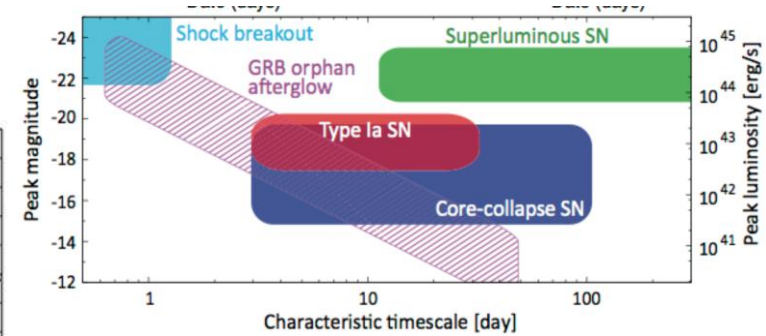 Shock breakout
Superluminous SN
GRB orphan
afterglow
Type Ia SN
Core-collapse SN
Peak magnitude
-24
-22
-20
-18
-16
-14
-12
10 45
10 44
10 43
10 42
10 41
Peak luminosity [erg/s]
1
10
100
Characteristic timescale [day]